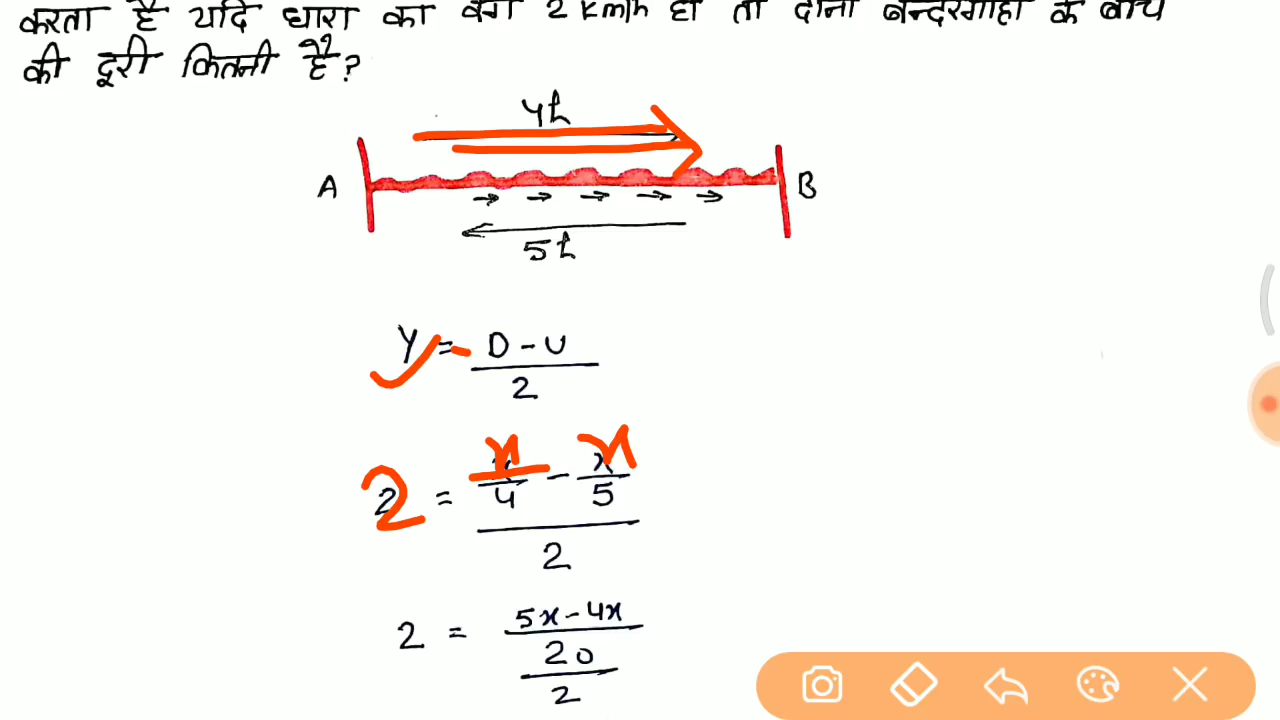 करता है यदि धारा का वेग 2 km/h हो तो दोनो बन्दरगाहो के बीच
की दूरी कितनी है?
4h
A B
5h
y = D - U
2
2 = x/4 - x/5
2
2 = 5x - 4x
20
2